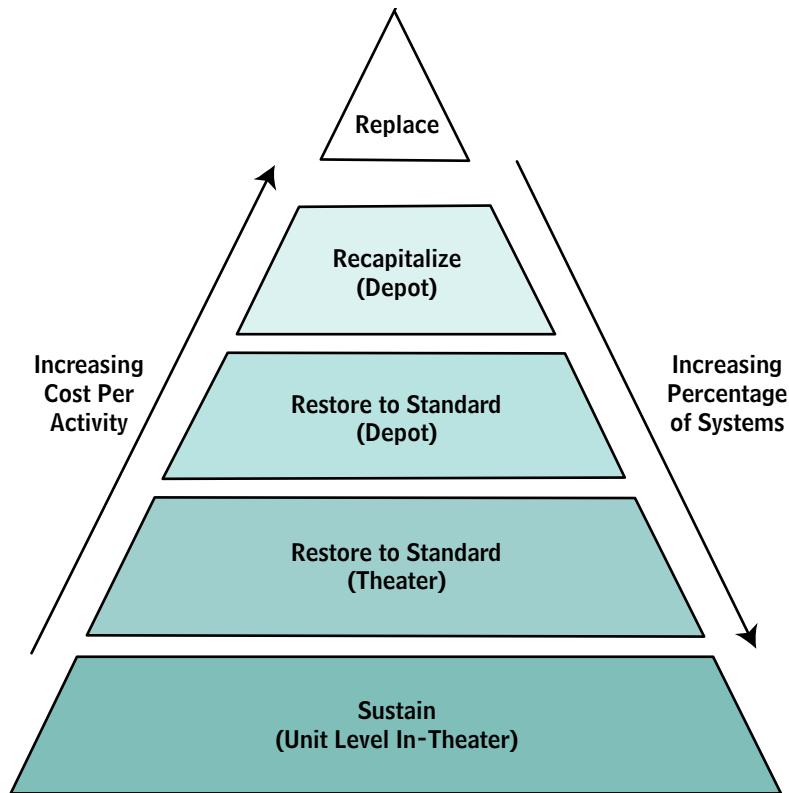 Replace
Recapitalize
(Depot)
Increasing
Cost Per
Activity
Increasing
Percentage
of Systems
Restore to Standard
(Depot)
Restore to Standard
(Theater)
Sustain
(Unit Level In-Theater)